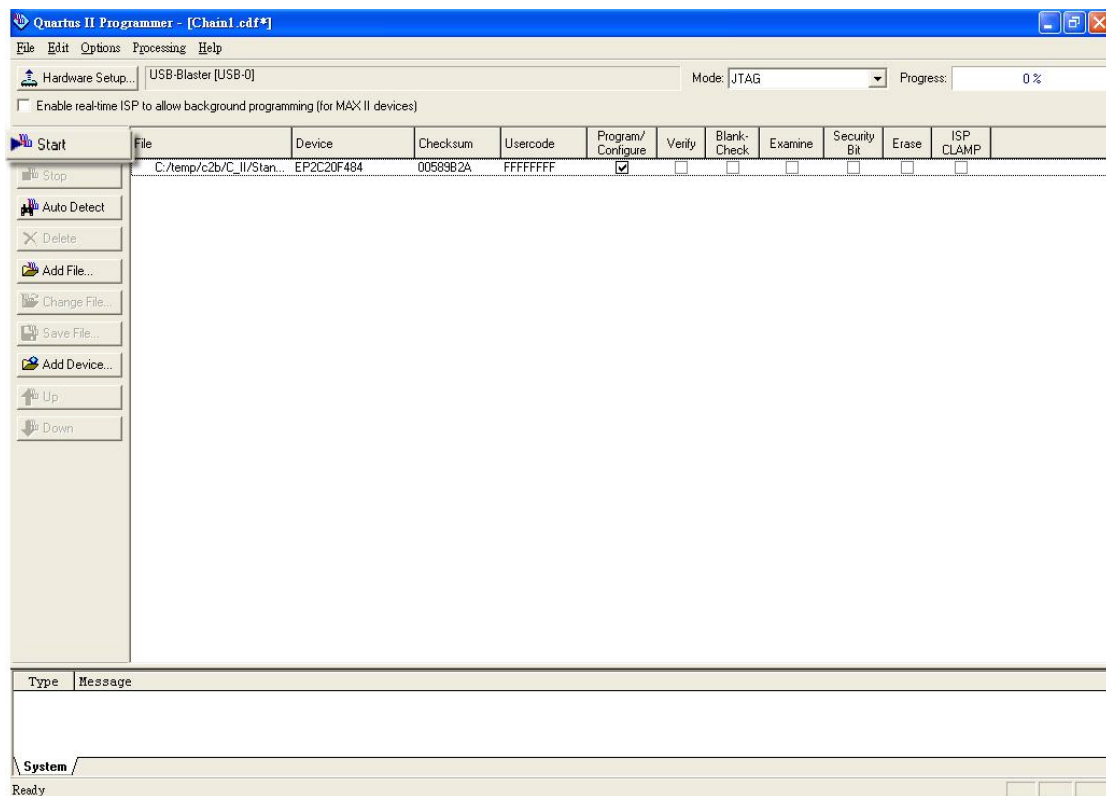 Quartus II Programmer - [Chain1.cdf*]
File Edit Options Processing Help
Hardware Setup... USB-Blaster [USB-0] Mode: JTAG Progress: 0 %
Enable real-time ISP to allow background programming (for MAX II devices)
Start
File Device Checksum Usercode Program/ Configure Verify Blank- Check Examine Security Bit Erase ISP CLAMP
C:/temp/c2b/C_II/Stan... EP2C20F484 00589B2A FFFFFFFF
Stop
Auto Detect
Delete
Add File...
Change File...
Save File...
Add Device...
Up
Down
Type Message
System
Ready